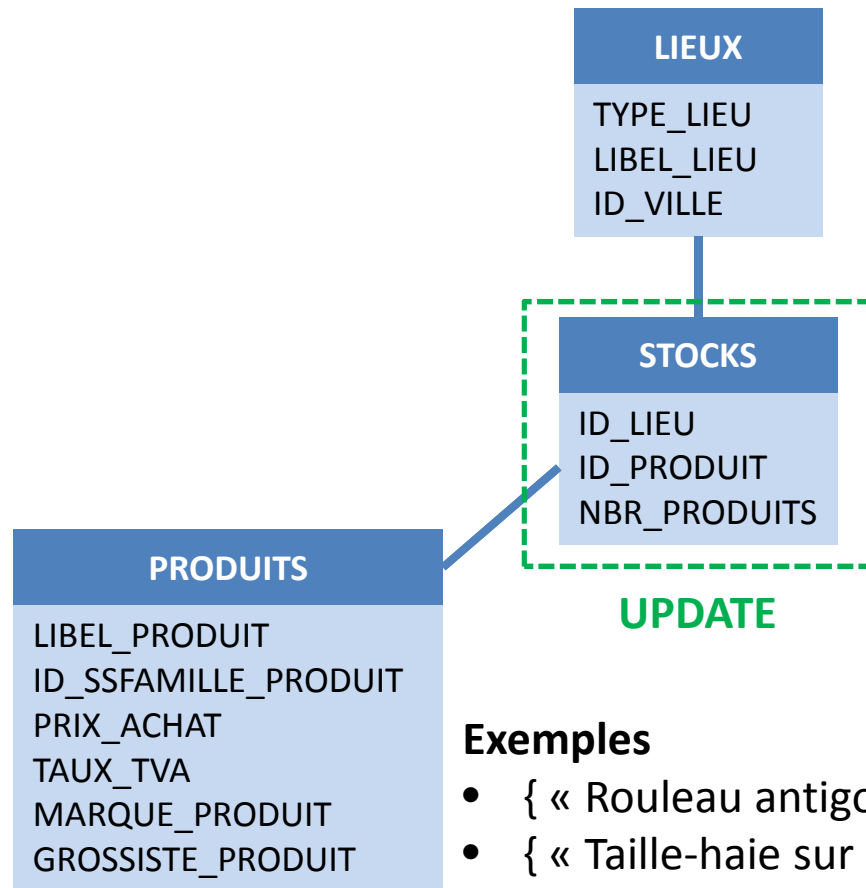 LIEUX
TYPE_LIEU
LIBEL_LIEU
ID_VILLE
STOCKS
ID_LIEU
ID_PRODUIT
NBR_PRODUITS
UPDATE
PRODUITS
LIBEL_PRODUIT
ID_SSFAMILLE_PRODUIT
PRIX_ACHAT
TAUX_TVA
MARQUE_PRODUIT
GROSSISTE_PRODUIT
Exemples
• { « Rouleau
• { « Taille-haie sur